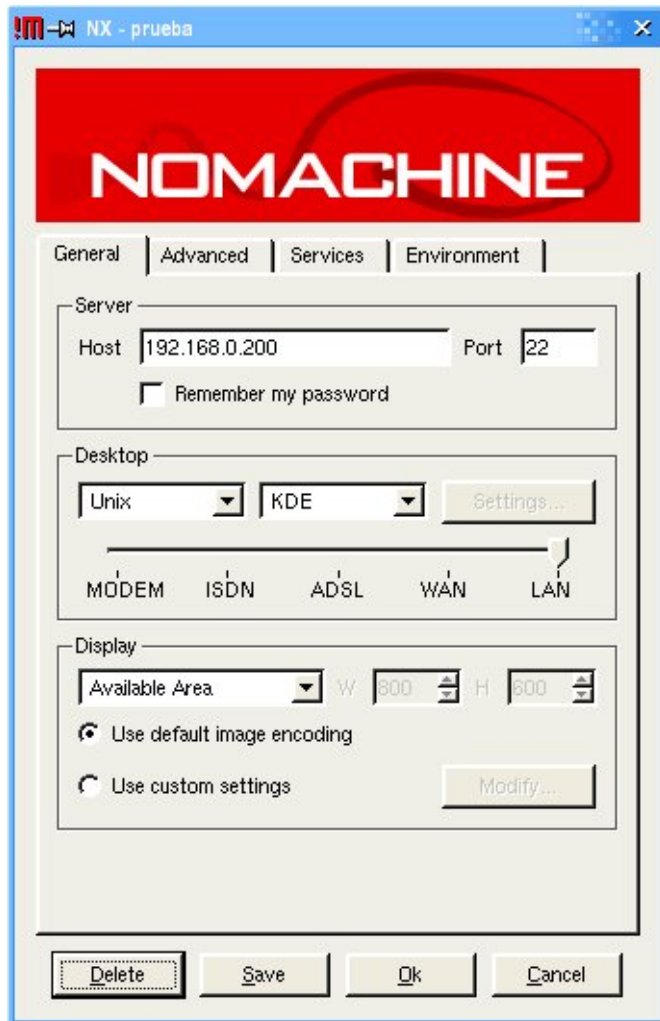 !M NX - prueba
NOMACHINE
General Advanced Services Environment
Server
Host 192.168.0.200 Port 22
Remember my password
Desktop
Unix KDE Settings...
MODEM ISDN ADSL WAN LAN
Display
Available Area W 800 H 600
Use default image encoding
Use custom settings Modify...
Delete Save Ok Cancel